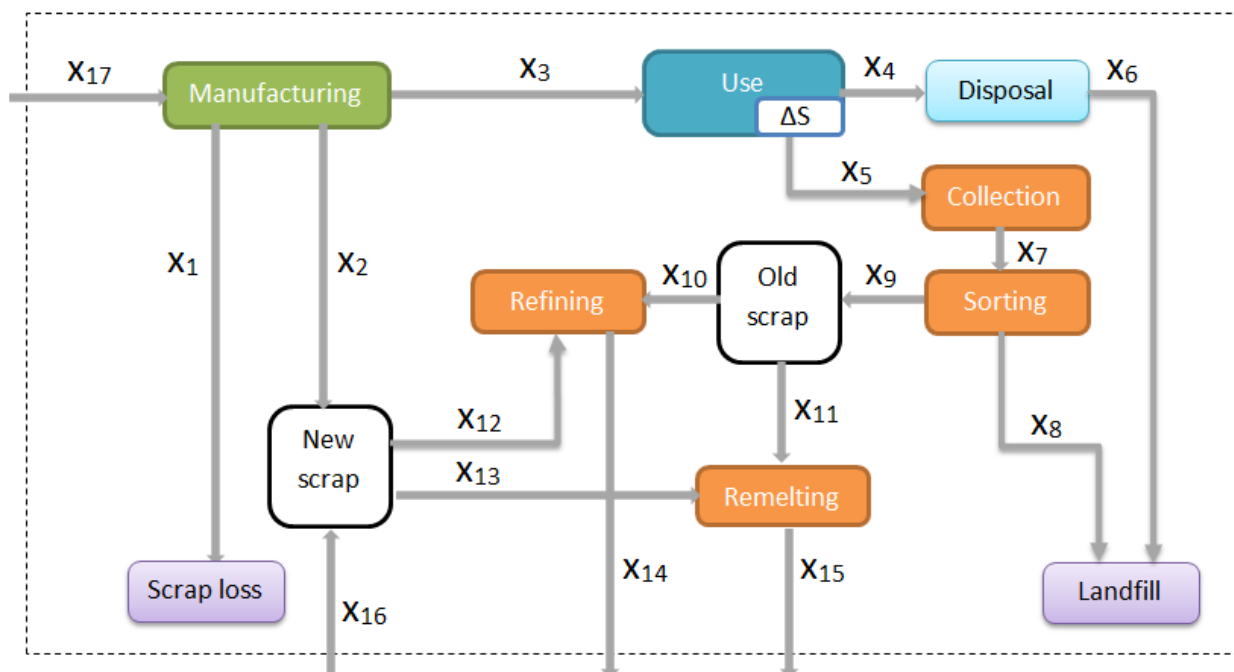 X17
Manufacturing
X3
Use
ΔS
X4
Disposal
X6
X5
Collection
X1
X2
X7
Refining
X10
Old
scrap
X9
Sorting
X11
X8
New
scrap
X12
X13
Remelting
Scrap loss
X14
X15
Landfill
X16